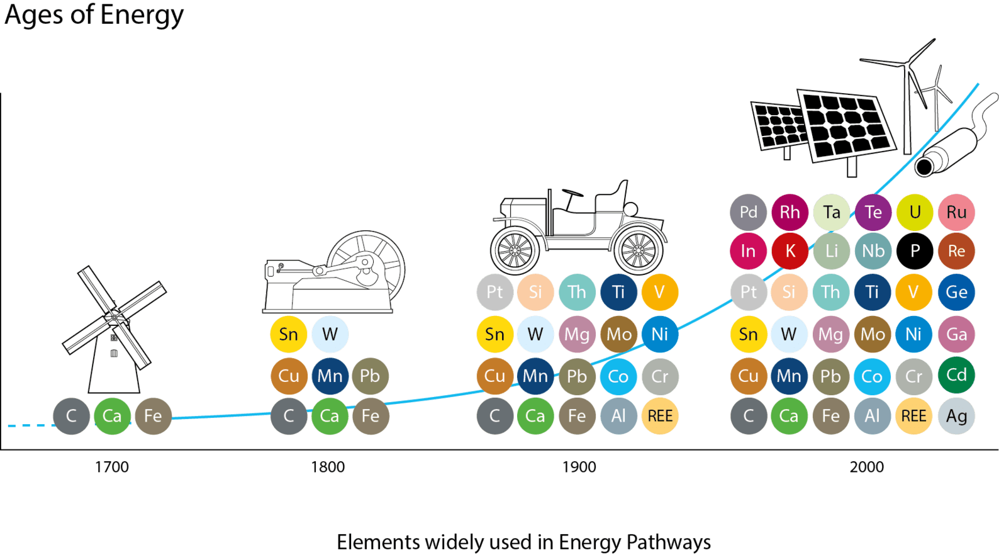 Ages of Energy
Pd Rh Ta Te U Ru
In K Li Nb P Re
Pt Si Th Ti V Pt Si Th Ti V Ge
Sn W Sn W Mg Mo Ni Sn W Mg Mo Ni Ga
Cu Mn Pb Cu Mn Pb Co Cr Cu Mn Pb Co Cr Cd
C Ca Fe C Ca Fe C Ca Fe Al REE C Ca Fe Al REE Ag
1700 1800 1900 2000
Elements widely used in Energy Pathways